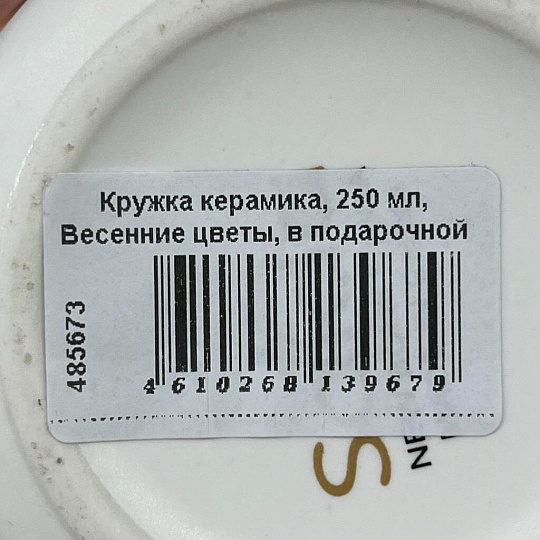 Кружка керамика, 250 мл,
Весенние цветы, в подарочной
485673
4 610268 139679
S